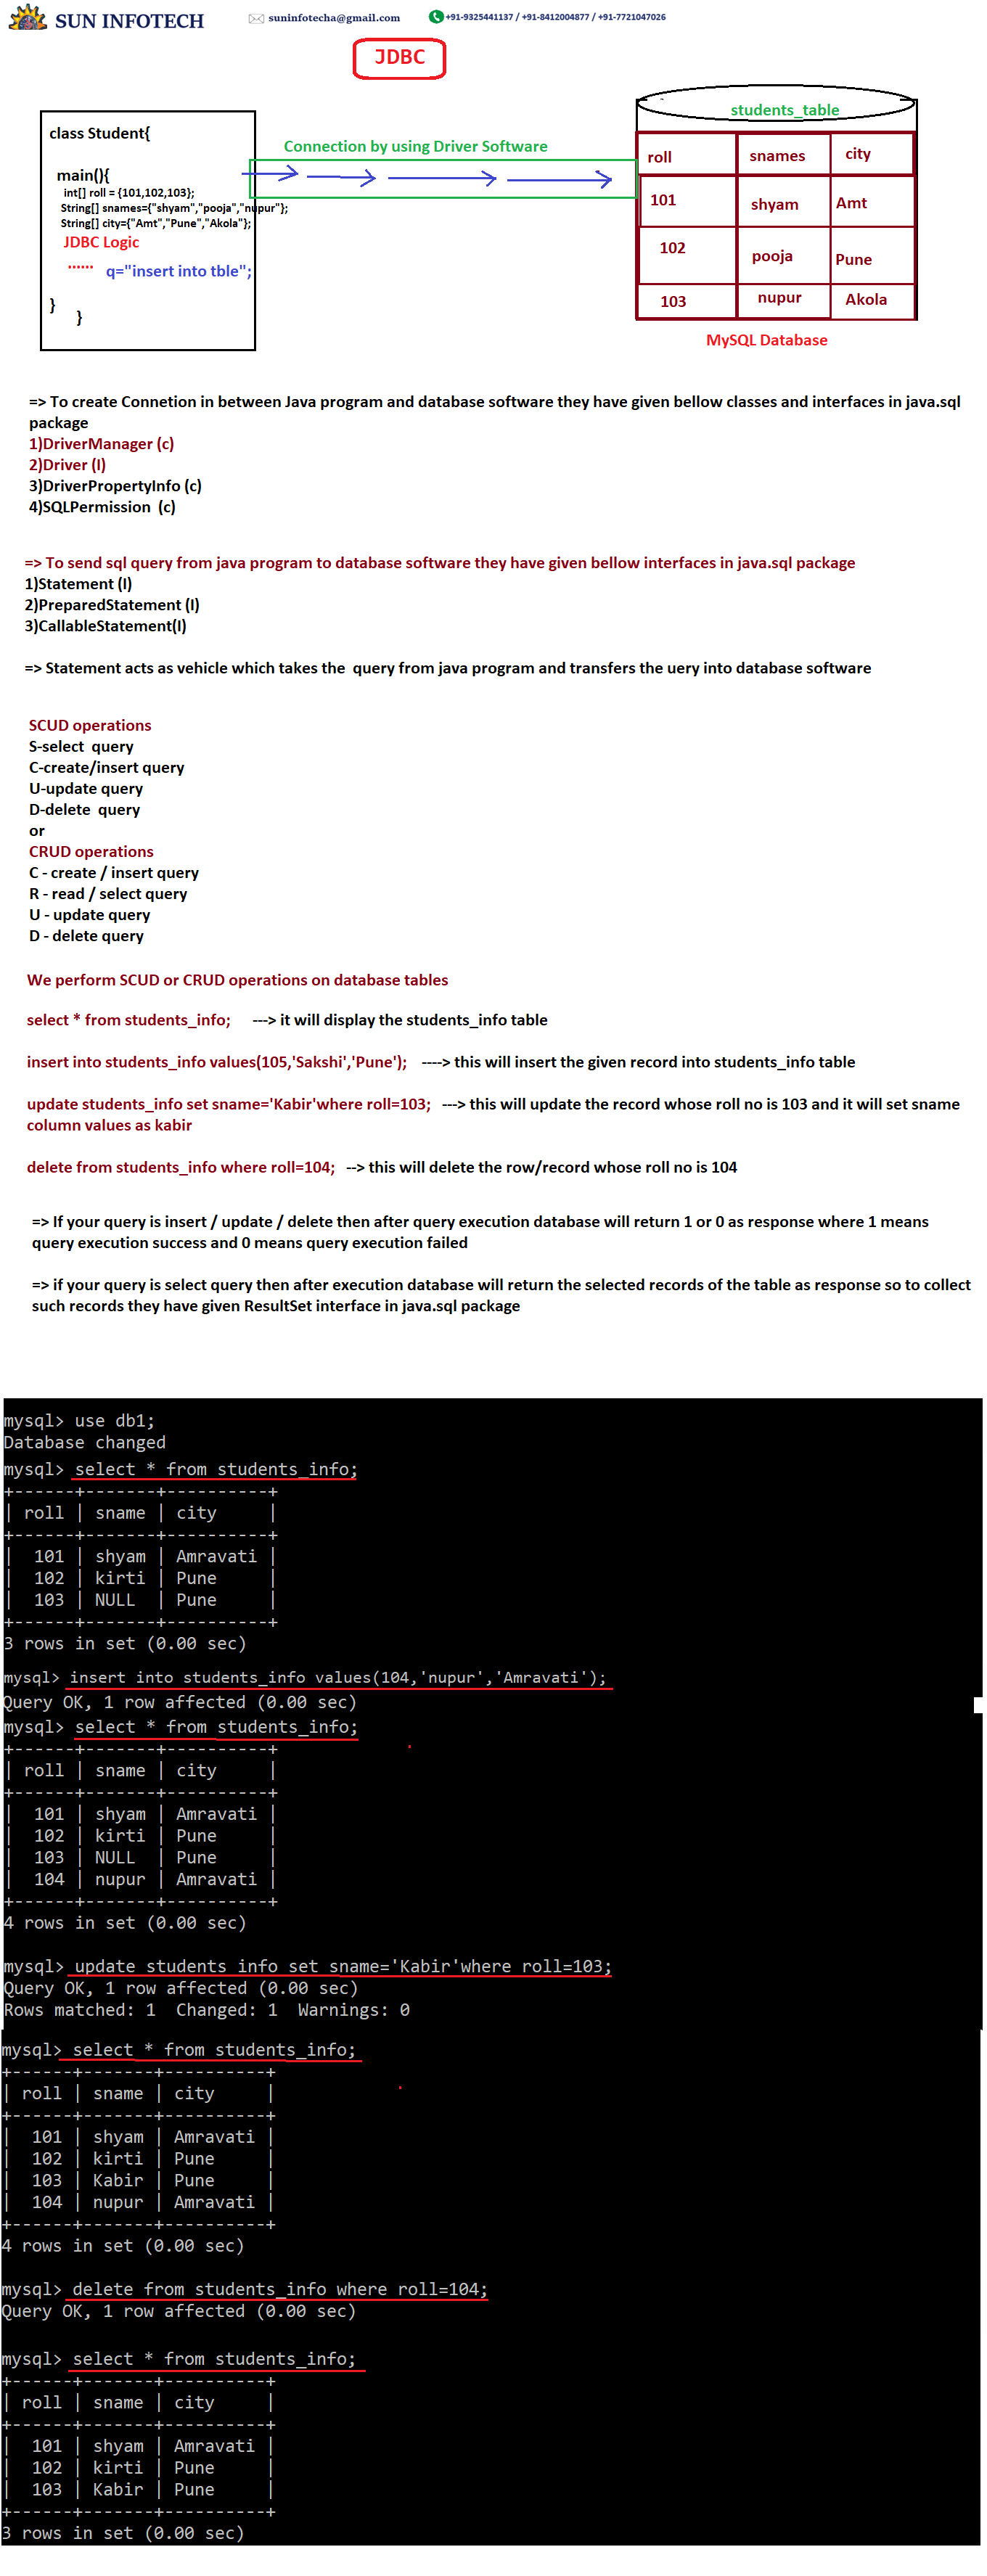 SUN INFOTECH suninfotecha@gmail.com +91-9325441137 / +91-8412004877 / +91-7721047026
JDBC
class Student{
main(){
int[] roll = {101,102,103};
String[] snames={"shyam","pooja","nupur"};
String[] city={"Amt","Pune","Akola"};
JDBC Logic
...... q="insert into tble";
}
}
Connection by using Driver Software
students_table
roll snames city
101 shyam Amt
102 pooja Pune
103 nupur Akola
MySQL Database
=> To create Connetion in between Java program and database software they have given bellow classes and interfaces in java.sql
package
1)DriverManager (c)
2)Driver (I)
3)DriverPropertyInfo (c)
4)SQLPermission (c)
=> To send sql query from java program to database software they have given bellow interfaces in java.sql package
1)Statement (I)
2)PreparedStatement (I)
3)CallableStatement(I)
=> Statement acts as vehicle which takes the query from java program and transfers the uery into database software
SCUD operations
S-select query
C-create/insert query
U-update query
D-delete query
or
CRUD operations
C - create / insert query
R - read / select query
U - update query
D - delete query
We perform SCUD or CRUD operations on database tables
select * from students_info; ---> it will display the students_info table
insert into students_info values(105,'Sakshi','Pune'); ----> this will insert the given record into students_info table
update students_info set sname='Kabir'where roll=103; ---> this will update the record whose roll no is 103 and it will set sname
column values as kabir
delete from students_info where roll=104; --> this will delete the row/record whose roll no is 104
=> If your query is insert / update / delete then after query execution database will return 1 or 0 as response where 1 means
query execution success and 0 means query execution failed
=> if your query is select query then after execution database will return the selected records of the table as response so to collect
such records they have given ResultSet interface in java.sql package
mysql> use db1;
Database changed
mysql> select * from students_info;
+------+-------+----------+
| roll | sname | city     |
+------+-------+----------+
|  101 | shyam | Amravati |
|  102 | kirti | Pune     |
|  103 | NULL  | Pune     |
+------+-------+----------+
3 rows in set (0.00 sec)
mysql> insert into students_info values(104,'nupur','Amravati');
Query OK, 1 row affected (0.00 sec)
mysql> select * from students_info;
+------+-------+----------+
| roll | sname | city     |
+------+-------+----------+
|  101 | shyam | Amravati |
|  102 | kirti | Pune     |
|  103 | NULL  | Pune     |
|  104 | nupur | Amravati |
+------+-------+----------+
4 rows in set (0.00 sec)
mysql> update students_info set sname='Kabir'where roll=103;
Query OK, 1 row affected (0.00 sec)
Rows matched: 1  Changed: 1  Warnings: 0
mysql> select * from students_info;
+------+-------+----------+
| roll | sname | city     |
+------+-------+----------+
|  101 | shyam | Amravati |
|  102 | kirti | Pune     |
|  103 | Kabir | Pune     |
|  104 | nupur | Amravati |
+------+-------+----------+
4 rows in set (0.00 sec)
mysql> delete from students_info where roll=104;
Query OK, 1 row affected (0.00 sec)
mysql> select * from students_info;
+------+-------+----------+
| roll | sname | city     |
+------+-------+----------+
|  101 | shyam | Amravati |
|  102 | kirti | Pune     |
|  103 | Kabir | Pune     |
+------+-------+----------+
3 rows in set (0.00 sec)